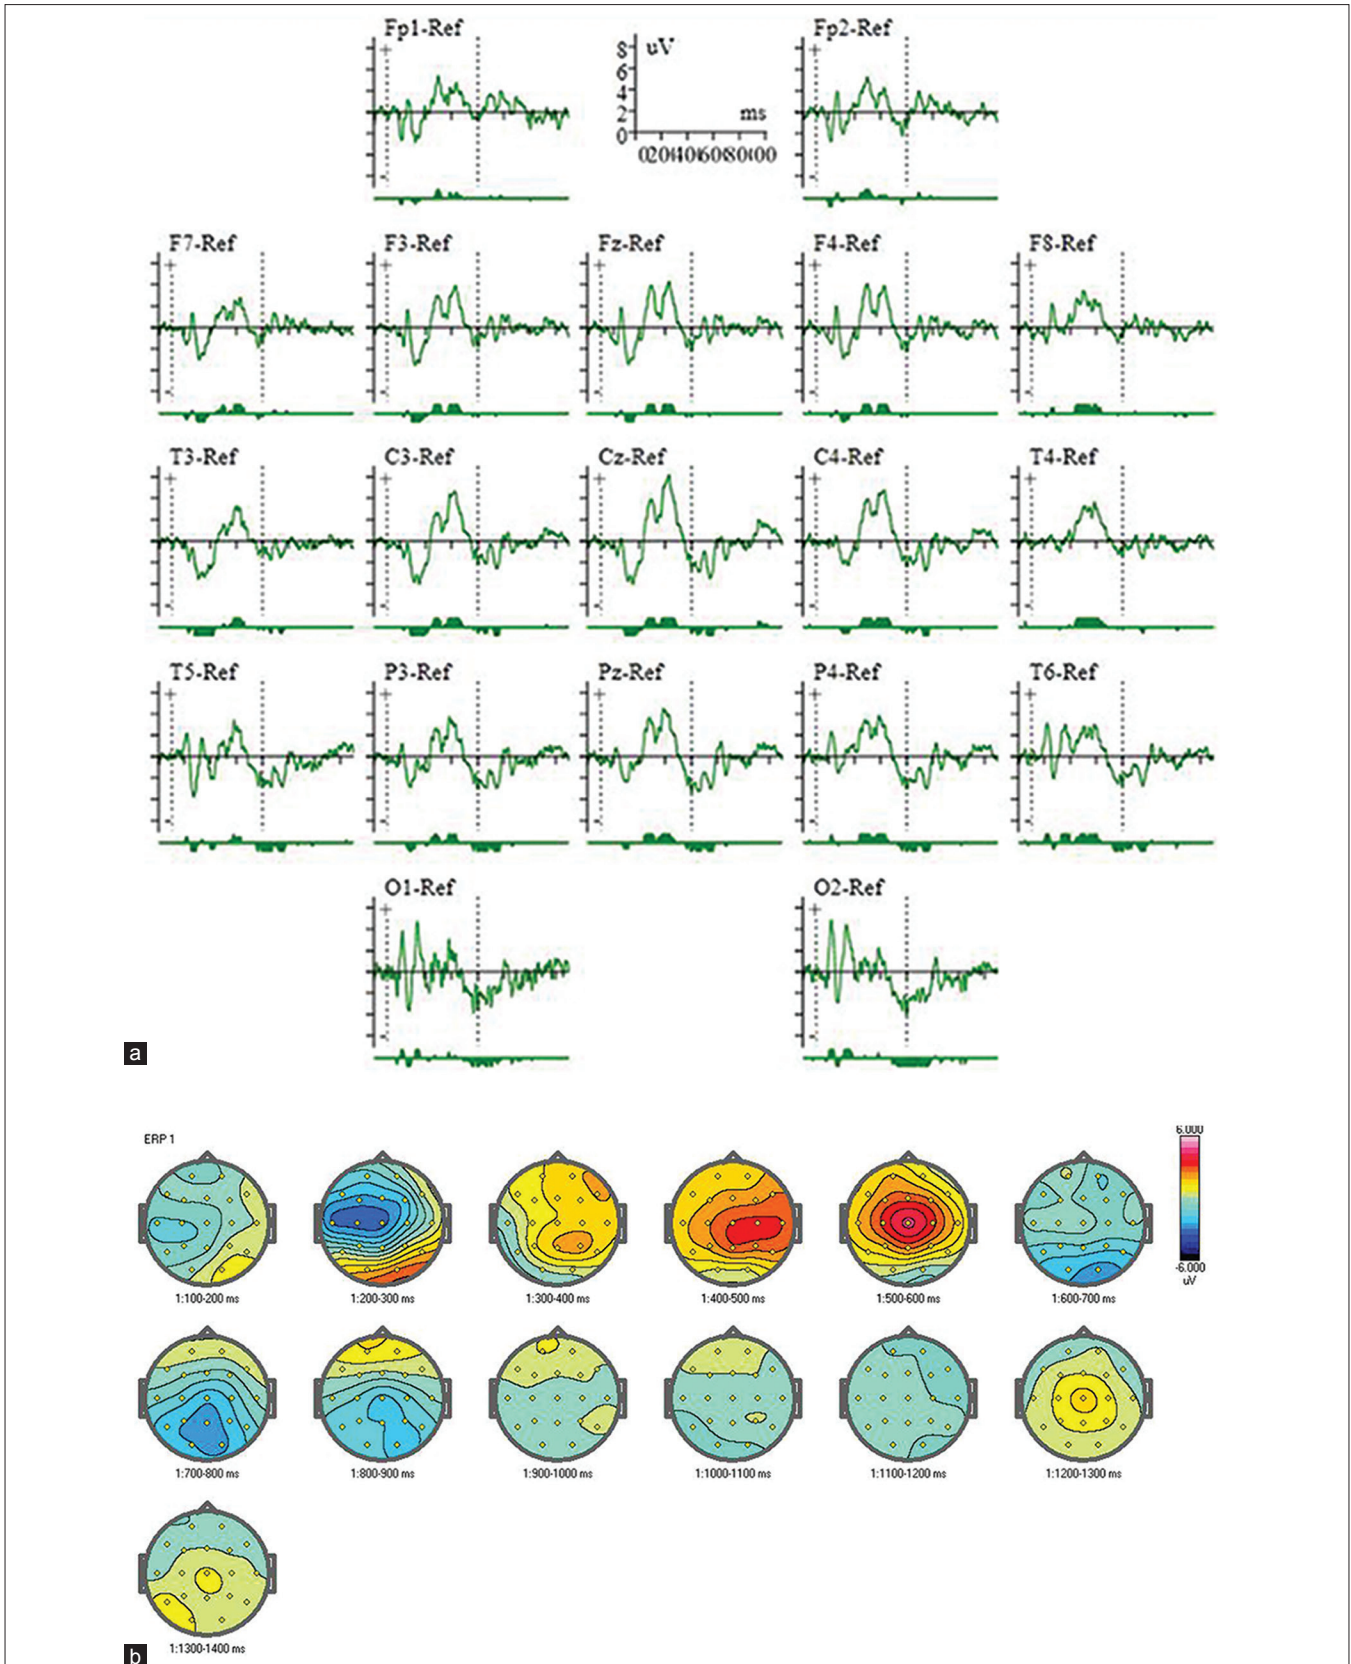 Fp1-Ref
Fp2-Ref
8
uV
6
4
2
0
ms
F7-Ref
F3-Ref
Fz-Ref
F4-Ref
F8-Ref
T3-Ref
C3-Ref
Cz-Ref
C4-Ref
T4-Ref
T5-Ref
P3-Ref
Pz-Ref
P4-Ref
T6-Ref
O1-Ref
O2-Ref
a
ERP 1
6.000
-6.000
uV
1:100-200 ms
1:200-300 ms
1:300-400 ms
1:400-500 ms
1:500-600 ms
1:600-700 ms
1:700-800 ms
1:800-900 ms
1:900-1000 ms
1:1000-1100 ms
1:1100-1200 ms
1:1200-1300 ms
1:1300-1400 ms
b